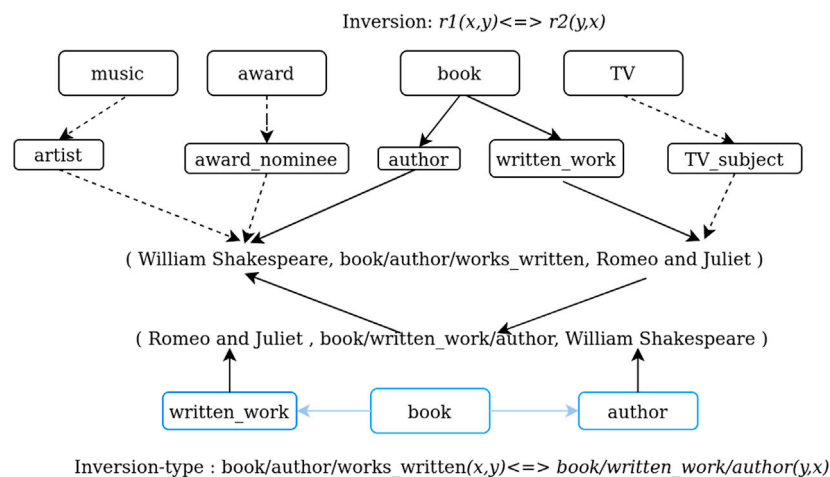 Inversion: r1(x,y)<=> r2(y,x)
music award book TV
artist award_nominee author written_work TV_subject
( William Shakespeare, book/author/works_written, Romeo and Juliet )
( Romeo and Juliet , book/written_work/author, William Shakespeare )
written_work book author
Inversion-type : book/author/works_written(x,y)<=> book/written_work/author(y,x)